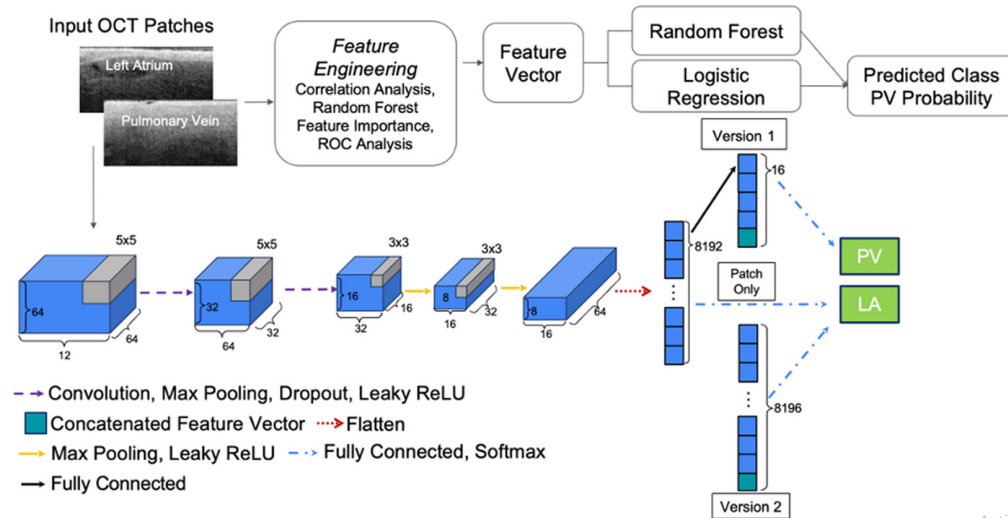 Input OCT Patches
Left Atrium
Pulmonary Vein
Feature
Engineering
Correlation Analysis,
Random Forest
Feature Importance,
ROC Analysis
Feature
Vector
Random Forest
Logistic
Regression
Predicted Class
PV Probability
Version 1
16
5x5
64
12
64
5x5
32
64
32
3x3
16
32
16
3x3
8
16
32
8
16
64
8192
Patch
Only
PV
LA
8196
Version 2
Convolution, Max Pooling, Dropout, Leaky ReLU
Concatenated Feature Vector
Flatten
Max Pooling, Leaky ReLU
Fully Connected, Softmax
Fully Connected